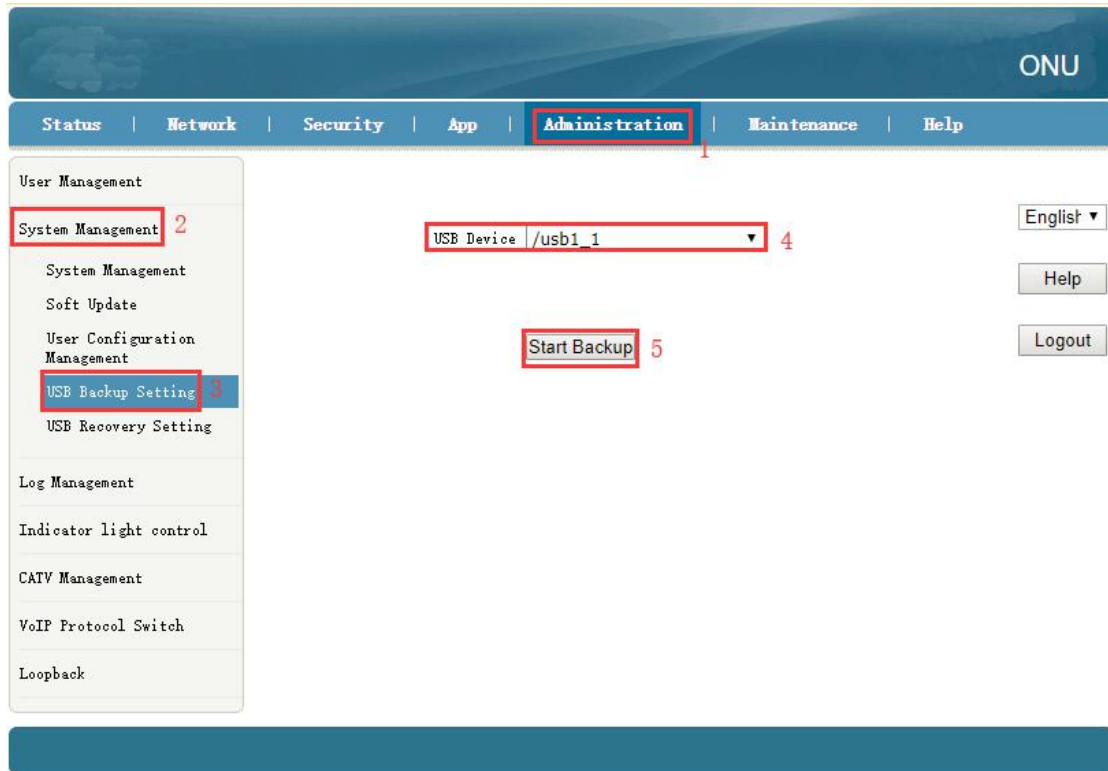 ONU
Status | Network | Security | App | Administration | Maintenance | Help
1
User Management
System Management 2
System Management
Soft Update
User Configuration
Management
USB Backup Setting 3
USB Recovery Setting
Log Management
Indicator light control
CATV Management
VoIP Protocol Switch
Loopback
USB Device /usb1_1 4
Start Backup 5
English
Help
Logout